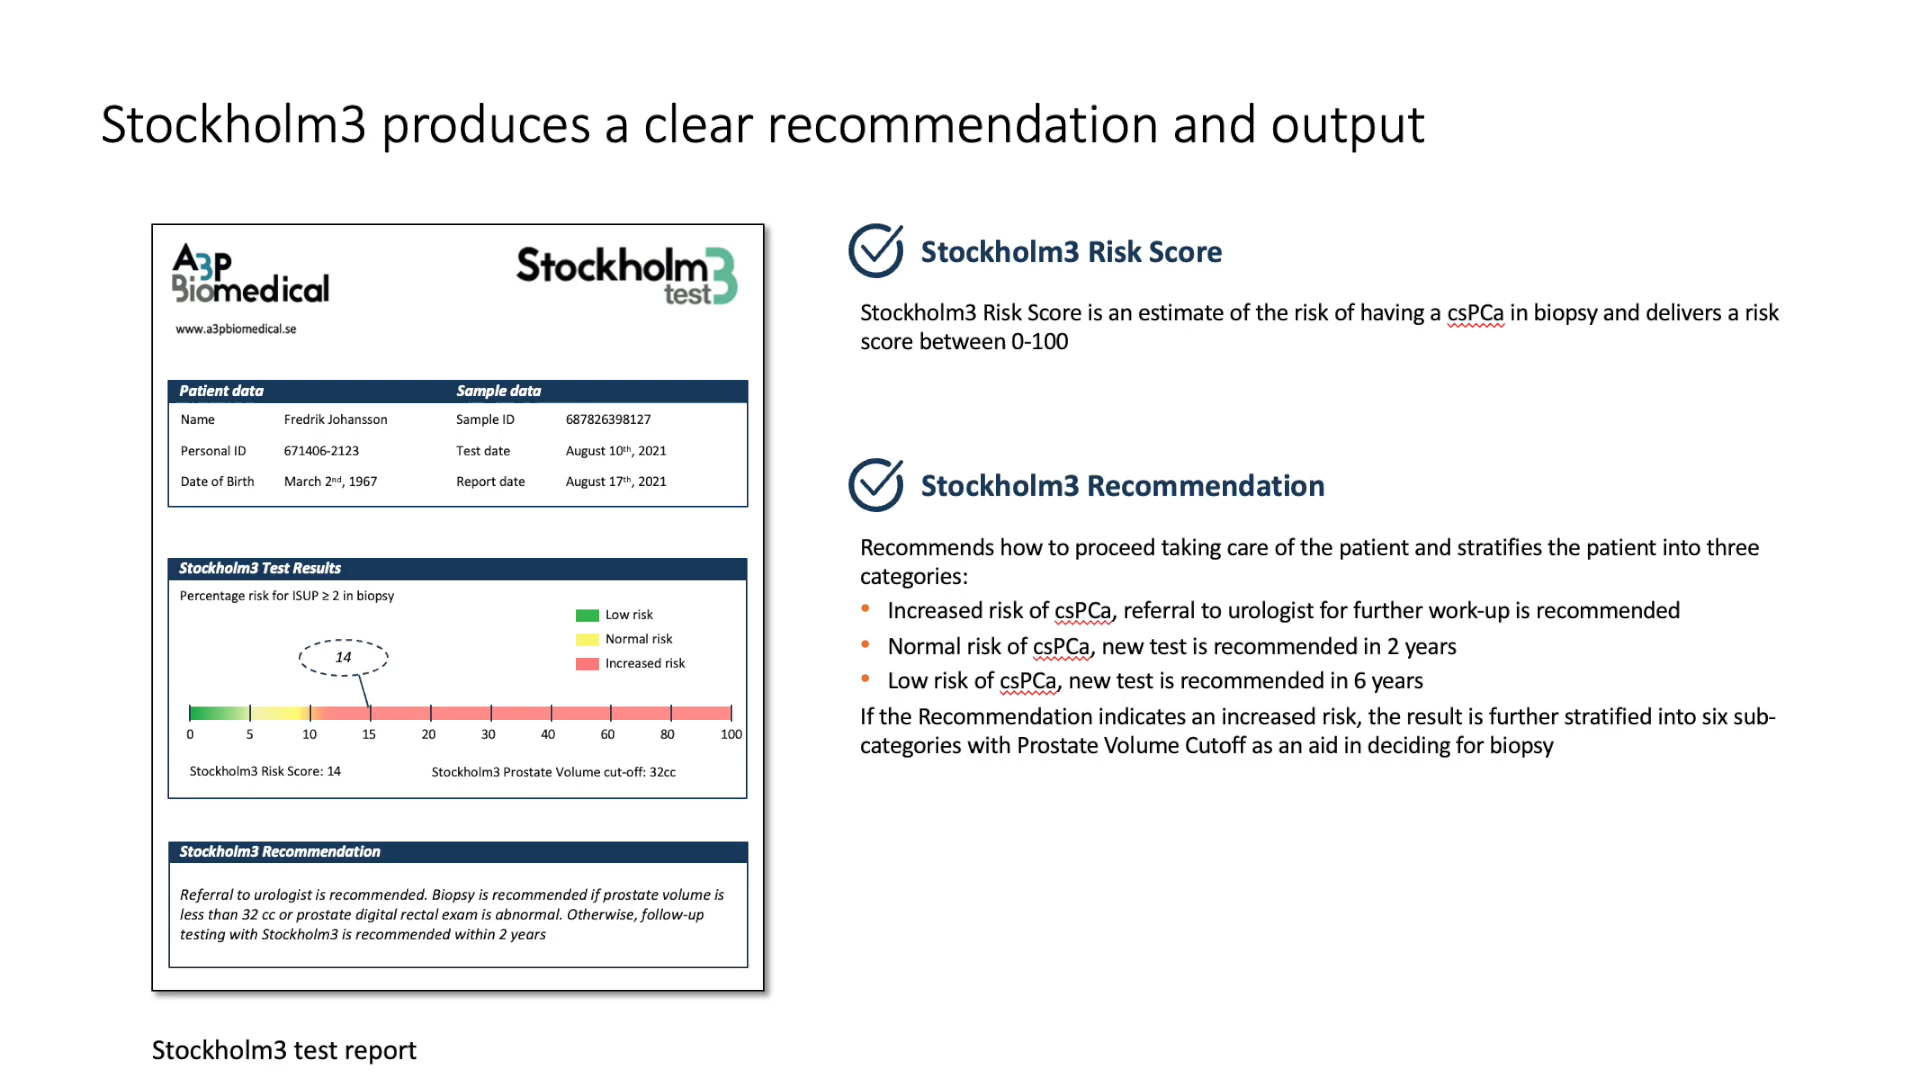 Stockholm3 produces a clear recommendation and output
A3P
Biomedical
Stockholm3
test
www.a3pbiomedical.se
Patient data Sample data
Name Fredrik Johansson Sample ID 687826398127
Personal ID 671406-2123 Test date August 10th, 2021
Date of Birth March 2nd, 1967 Report date August 17th, 2021
Stockholm3 Test Results
Percentage risk for ISUP ≥ 2 in biopsy
Low risk
Normal risk
Increased risk
14
0 5 10 15 20 30 40 60 80 100
Stockholm3 Risk Score: 14 Stockholm3 Prostate Volume cut-off: 32cc
Stockholm3 Recommendation
Referral to urologist is recommended. Biopsy is recommended if prostate volume is
less than 32 cc or prostate digital rectal exam is abnormal. Otherwise, follow-up
testing with Stockholm3 is recommended within 2 years
Stockholm3 test report
Stockholm3 Risk Score
Stockholm3 Risk Score is an estimate of the risk of having a csPCa in biopsy and delivers a risk
score between 0-100
Stockholm3 Recommendation
Recommends how to proceed taking care of the patient and stratifies the patient into three
categories:
• Increased risk of csPCa, referral to urologist for further work-up is recommended
• Normal risk of csPCa, new test is recommended in 2 years
• Low risk of csPCa, new test is recommended in 6 years
If the Recommendation indicates an increased risk, the result is further stratified into six sub-
categories with Prostate Volume Cutoff as an aid in deciding for biopsy